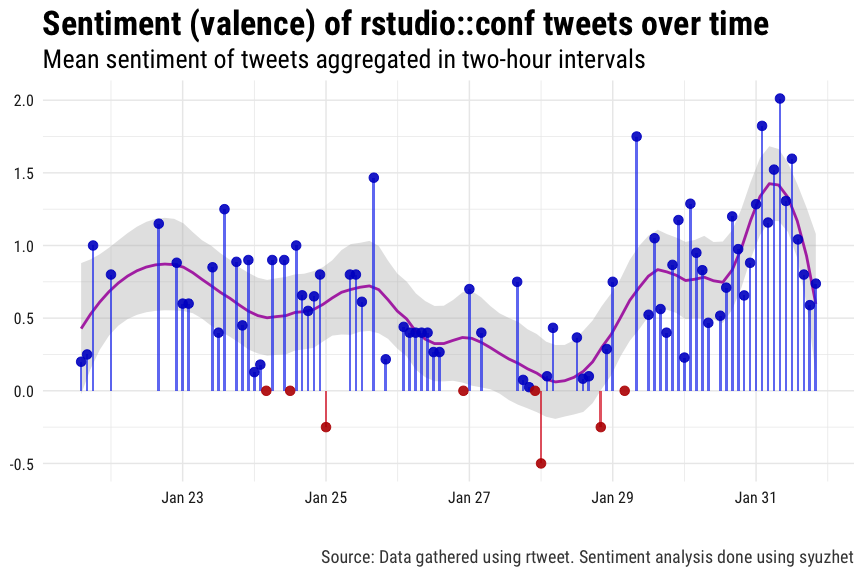 Sentiment (valence) of rstudio::conf tweets over time
Mean sentiment of tweets aggregated in two-hour intervals
2.0
1.5
1.0
0.5
0.0
-0.5
Jan 23 Jan 25 Jan 27 Jan 29 Jan 31
Source: Data gathered using rtweet. Sentiment analysis done using syuzhet